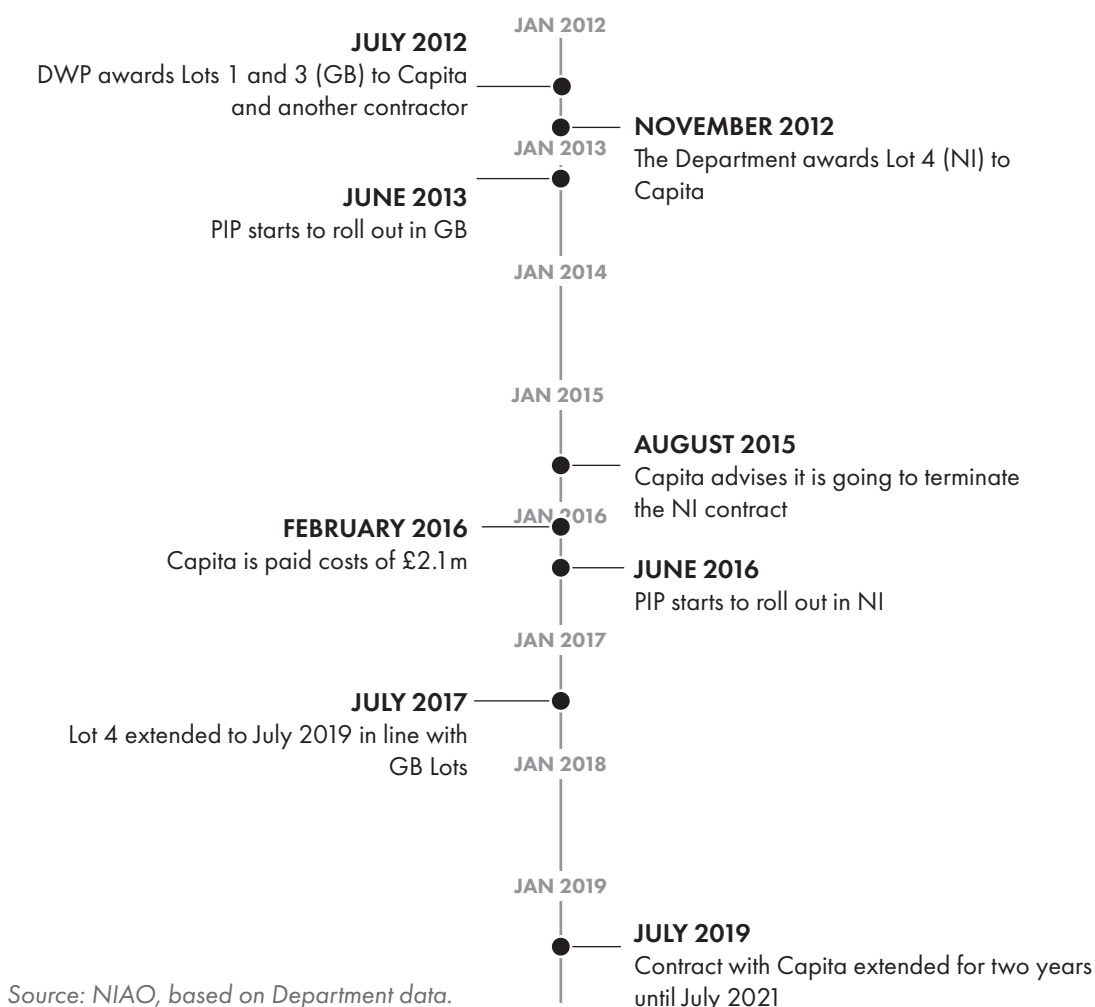 JAN 2012
JULY 2012
DWP awards Lots 1 and 3 (GB) to Capita
and another contractor
NOVEMBER 2012
The Department awards Lot 4 (NI) to
Capita
JAN 2013
JUNE 2013
PIP starts to roll out in GB
JAN 2014
JAN 2015
AUGUST 2015
Capita advises it is going to terminate
the NI contract
JAN 2016
FEBRUARY 2016
Capita is paid costs of £2.1m
JUNE 2016
PIP starts to roll out in NI
JAN 2017
JULY 2017
Lot 4 extended to July 2019 in line with
GB Lots
JAN 2018
JAN 2019
JULY 2019
Contract with Capita extended for two years
until July 2021
Source: NIAO, based on Department data.